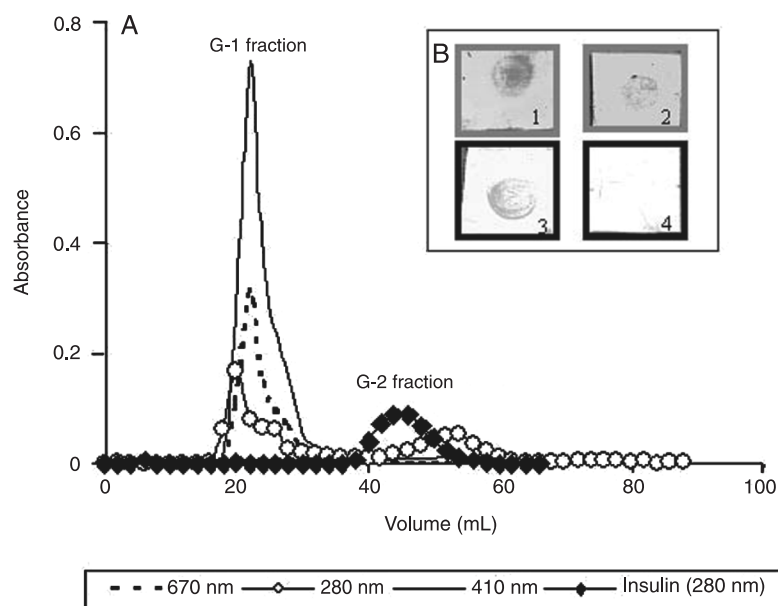 A
G-1 fraction
B
1
2
3
4
G-2 fraction
Absorbance
0.8
0.6
0.4
0.2
0
0
20
40
60
80
100
Volume (mL)
670 nm
280 nm
410 nm
Insulin (280 nm)